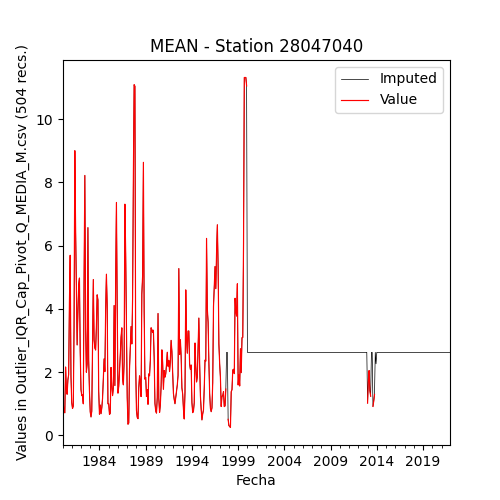 MEAN - Station 28047040
Imputed
Value
Values in Outlier_IQR_Cap_Pivot_Q_MEDIA_M.csv (504 recs.)
10
8
6
4
2
0
1984 1989 1994 1999 2004 2009 2014 2019
Fecha